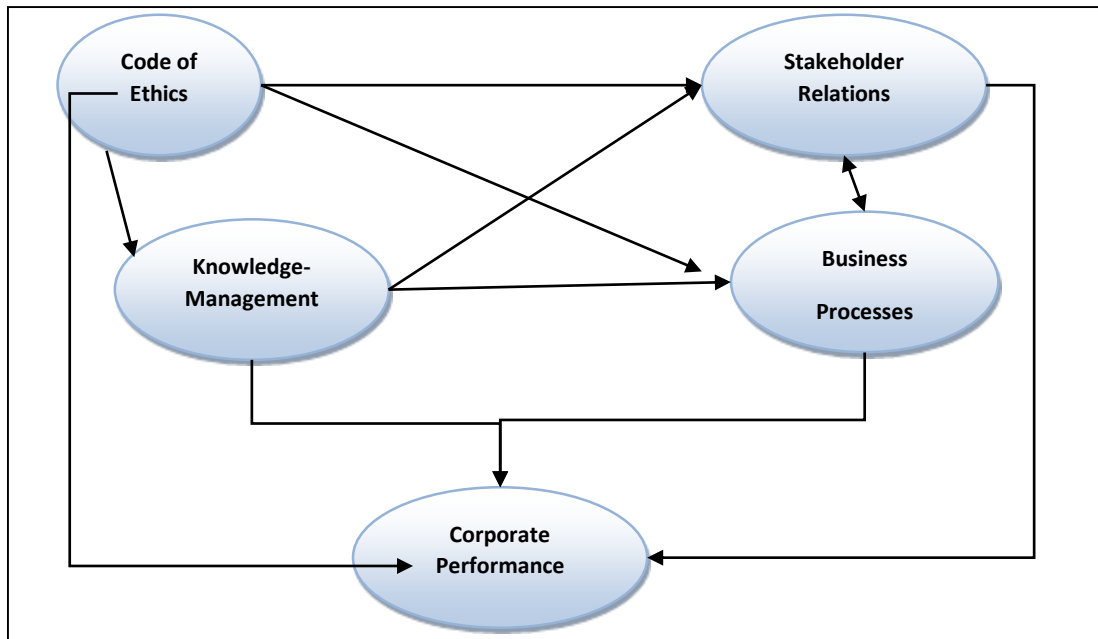 Code of
Ethics
Stakeholder
Relations
Knowledge-
Management
Business
Processes
Corporate
Performance